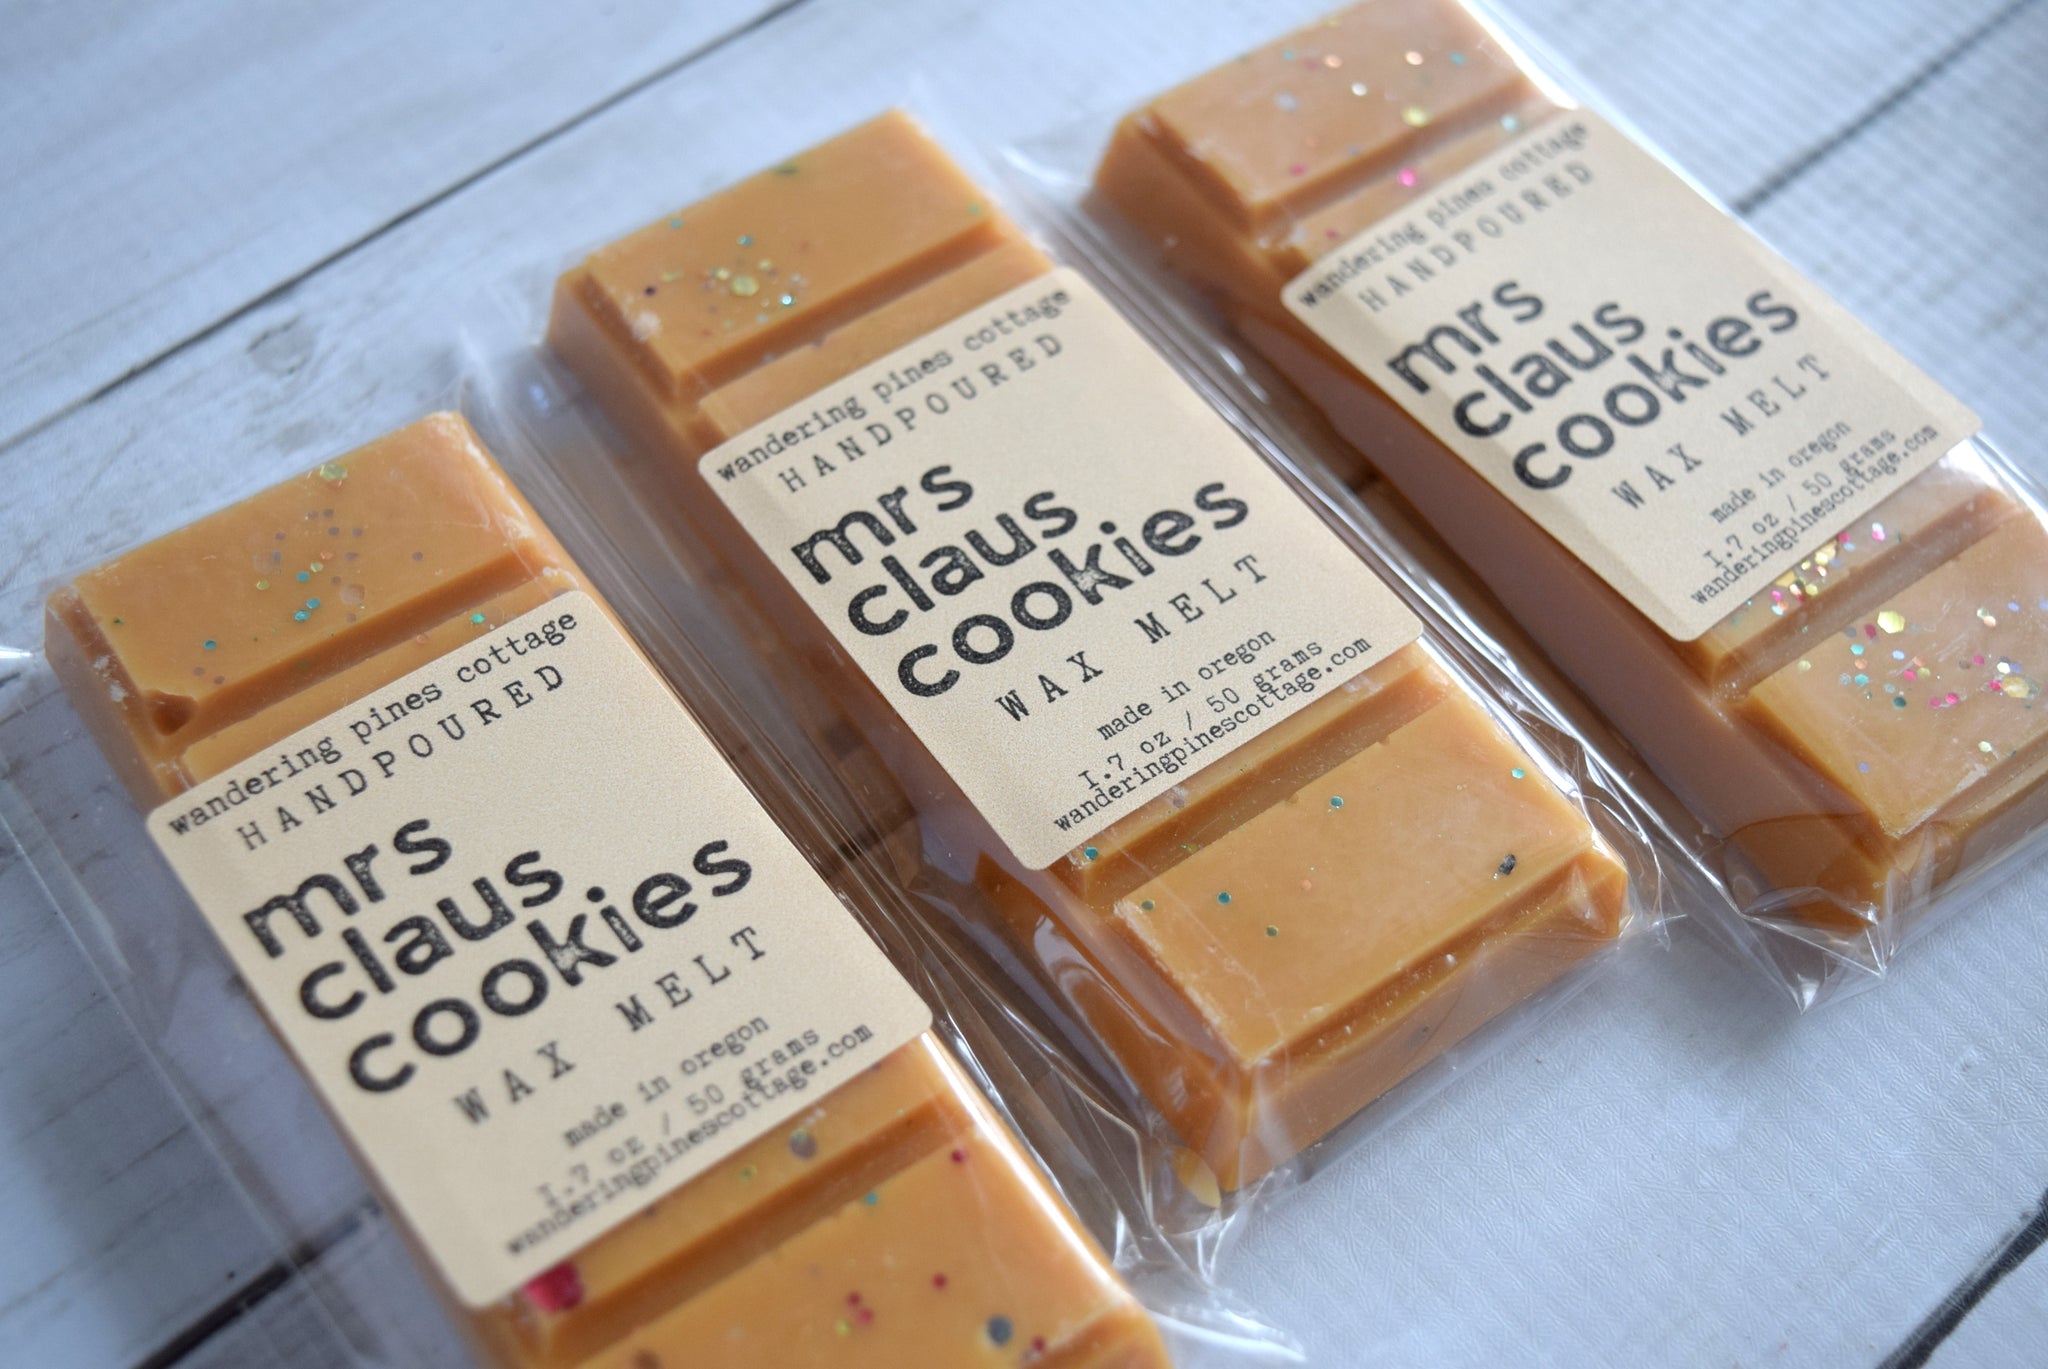 wandering pines cottage
HANDPOURED
mrs
claus
cookies
WAX MELT
made in oregon
1.7 oz / 50 grams
wanderingpinescottage.com
wandering pines cottage
HANDPOURED
mrs
claus
cookies
WAX MELT
made in oregon
1.7 oz / 50 grams
wanderingpinescottage.com
wandering pines cottage
HANDPOURED
mrs
claus
cookies
WAX MELT
made in oregon
1.7 oz / 50 grams
wanderingpinescottage.com